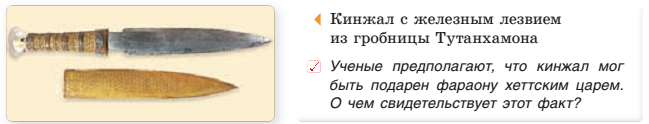 Кинжал с железным лезвием
из гробницы Тутанхамона
Ученые предполагают, что кинжал мог
быть подарен фараону хеттским царем.
О чем свидетельствует этот факт?